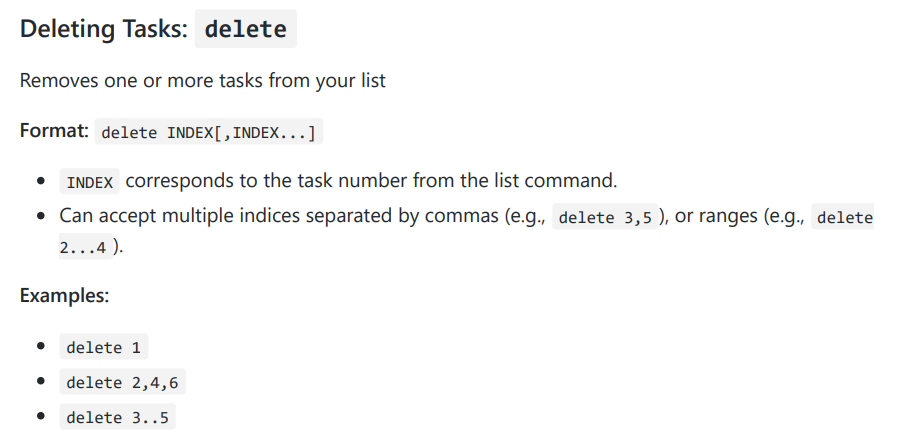 Deleting Tasks: delete
Removes one or more tasks from your list
Format: delete INDEX[,INDEX...]
• INDEX corresponds to the task number from the list command.
• Can accept multiple indices separated by commas (e.g., delete 3,5), or ranges (e.g., delete
2...4).
Examples:
• delete 1
• delete 2,4,6
• delete 3..5